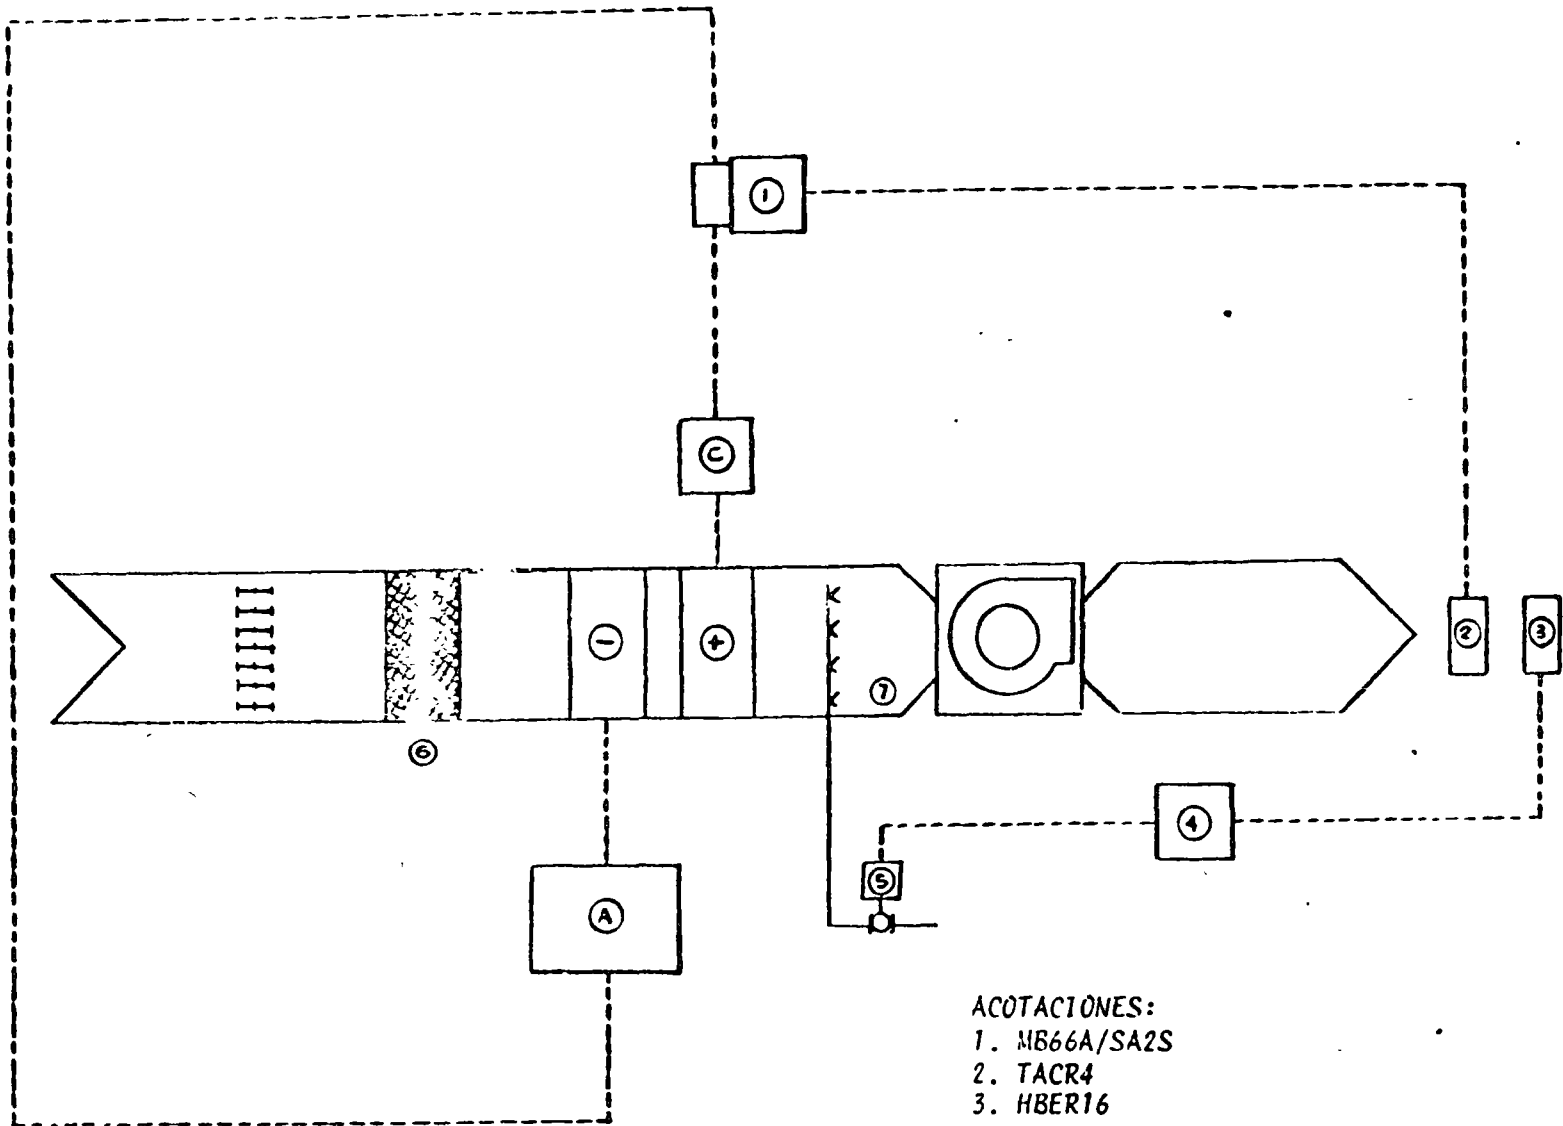 1
C
2
3
-
+
7
6
4
5
A
ACOTACIONES:
1. MB66A/SA2S
2. TACR4
3. HBER16